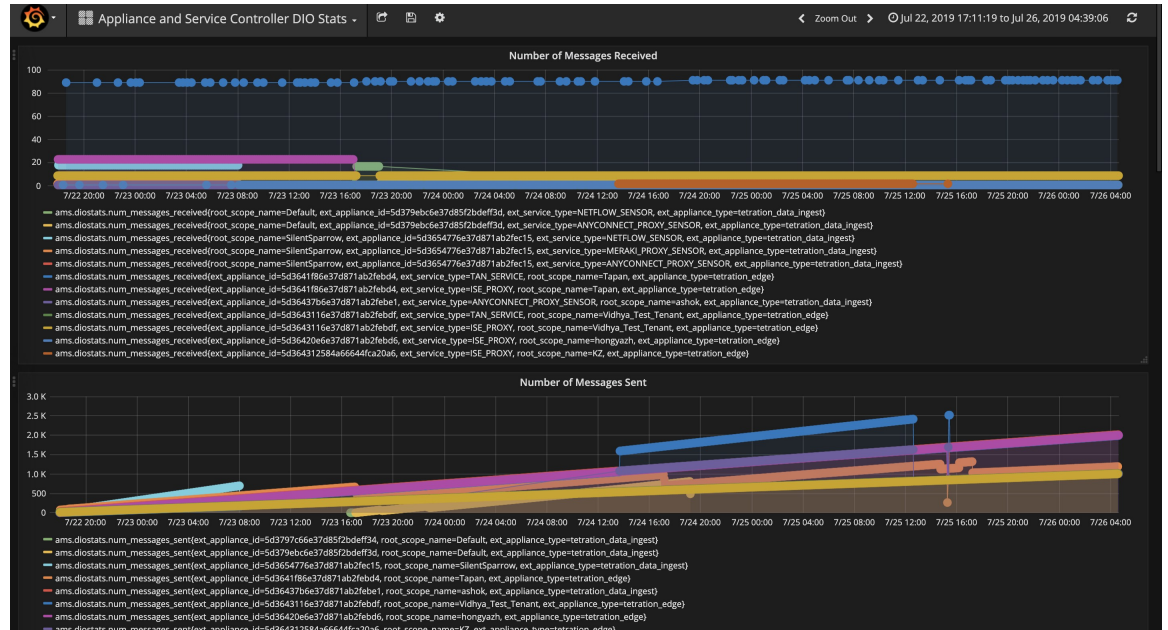 Appliance and Service Controller DIO Stats
Zoom Out
Jul 22, 2019 17:11:19 to Jul 26, 2019 04:39:06
Number of Messages Received
100
80
60
40
20
0
7/22 20:00 7/23 00:00 7/23 04:00 7/23 08:00 7/23 12:00 7/23 16:00 7/23 20:00 7/24 00:00 7/24 04:00 7/24 08:00 7/24 12:00 7/24 16:00 7/24 20:00 7/25 00:00 7/25 04:00 7/25 08:00 7/25 12:00 7/25 16:00 7/25 20:00 7/26 00:00 7/26 04:00
ams.diostats.num_messages_received{root_scope_name=Default, ext_appliance_id=5d379ebc6e37d85f2bdeff3d, ext_service_type=NETFLOW_SENSOR, ext_appliance_type=tetration_data_ingest}
ams.diostats.num_messages_received{root_scope_name=Default, ext_appliance_id=5d379ebc6e37d85f2bdeff3d, ext_service_type=ANYCONNECT_PROXY_SENSOR, ext_appliance_type=tetration_data_ingest}
ams.diostats.num_messages_received{root_scope_name=SilentSparrow, ext_appliance_id=5d3654776e37d871ab2fec15, ext_service_type=NETFLOW_SENSOR, ext_appliance_type=tetration_data_ingest}
ams.diostats.num_messages_received{root_scope_name=SilentSparrow, ext_appliance_id=5d3654776e37d871ab2fec15, ext_service_type=MERAKI_PROXY_SENSOR, ext_appliance_type=tetration_data_ingest}
ams.diostats.num_messages_received{root_scope_name=SilentSparrow, ext_appliance_id=5d3654776e37d871ab2fec15, ext_service_type=ANYCONNECT_PROXY_SENSOR, ext_appliance_type=tetration_data_ingest}
ams.diostats.num_messages_received{ext_appliance_id=5d3641f86e37d871ab2febd4, ext_service_type=TAN_SERVICE, root_scope_name=Tapan, ext_appliance_type=tetration_edge}
ams.diostats.num_messages_received{ext_appliance_id=5d3641f86e37d871ab2febd4, ext_service_type=ISE_PROXY, root_scope_name=Tapan, ext_appliance_type=tetration_edge}
ams.diostats.num_messages_received{ext_appliance_id=5d36437b6e37d871ab2febe1, ext_service_type=ANYCONNECT_PROXY_SENSOR, root_scope_name=ashok, ext_appliance_type=tetration_data_ingest}
ams.diostats.num_messages_received{ext_appliance_id=5d3643116e37d871ab2febdf, ext_service_type=TAN_SERVICE, root_scope_name=Vidhya_Test_Tenant, ext_appliance_type=tetration_edge}
ams.diostats.num_messages_received{ext_appliance_id=5d3643116e37d871ab2febdf, ext_service_type=ISE_PROXY, root_scope_name=Vidhya_Test_Tenant, ext_appliance_type=tetration_edge}
ams.diostats.num_messages_received{ext_appliance_id=5d36420e6e37d871ab2febd6, ext_service_type=ISE_PROXY, root_scope_name=hongyazh, ext_appliance_type=tetration_edge}
ams.diostats.num_messages_received{ext_appliance_id=5d364312584a66644fca20a6, ext_service_type=ISE_PROXY, root_scope_name=KZ, ext_appliance_type=tetration_edge}
Number of Messages Sent
3.0 K
2.5 K
2.0 K
1.5 K
1.0 K
500
0
7/22 20:00 7/23 00:00 7/23 04:00 7/23 08:00 7/23 12:00 7/23 16:00 7/23 20:00 7/24 00:00 7/24 04:00 7/24 08:00 7/24 12:00 7/24 16:00 7/24 20:00 7/25 00:00 7/25 04:00 7/25 08:00 7/25 12:00 7/25 16:00 7/25 20:00 7/26 00:00 7/26 04:00
ams.diostats.num_messages_sent{ext_appliance_id=5d3797c66e37d85f2bdeff34, root_scope_name=Default, ext_appliance_type=tetration_data_ingest}
ams.diostats.num_messages_sent{ext_appliance_id=5d379ebc6e37d85f2bdeff3d, root_scope_name=Default, ext_appliance_type=tetration_data_ingest}
ams.diostats.num_messages_sent{ext_appliance_id=5d3654776e37d871ab2fec15, root_scope_name=SilentSparrow, ext_appliance_type=tetration_data_ingest}
ams.diostats.num_messages_sent{ext_appliance_id=5d3641f86e37d871ab2febd4, root_scope_name=Tapan, ext_appliance_type=tetration_edge}
ams.diostats.num_messages_sent{ext_appliance_id=5d36437b6e37d871ab2febe1, root_scope_name=ashok, ext_appliance_type=tetration_data_ingest}
ams.diostats.num_messages_sent{ext_appliance_id=5d3643116e37d871ab2febdf, root_scope_name=Vidhya_Test_Tenant, ext_appliance_type=tetration_edge}
ams.diostats.num_messages_sent{ext_appliance_id=5d36420e6e37d871ab2febd6, root_scope_name=hongyazh, ext_appliance_type=tetration_edge}
ams.diostats.num_messages_sent{ext_appliance_id=5d364312584a66644fca20a6, root_scope_name=KZ, ext_appliance_type=tetration_edge}